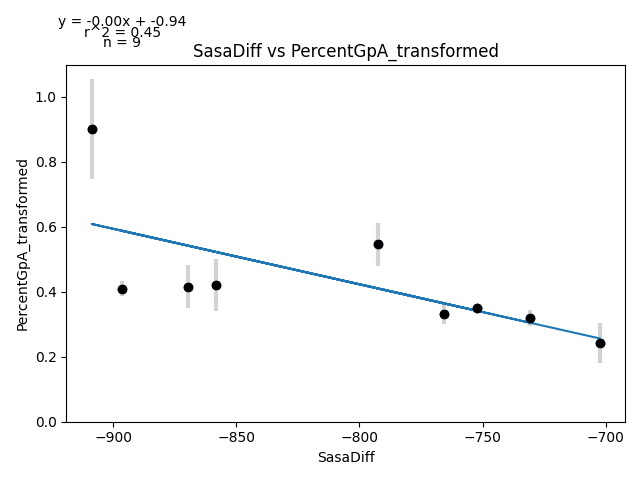 y = -0.00x + -0.94
r^2 = 0.45
n = 9
SasaDiff vs PercentGpA_transformed
PercentGpA_transformed
1.0
0.8
0.6
0.4
0.2
0.0
−900
−850
−800
−750
−700
SasaDiff